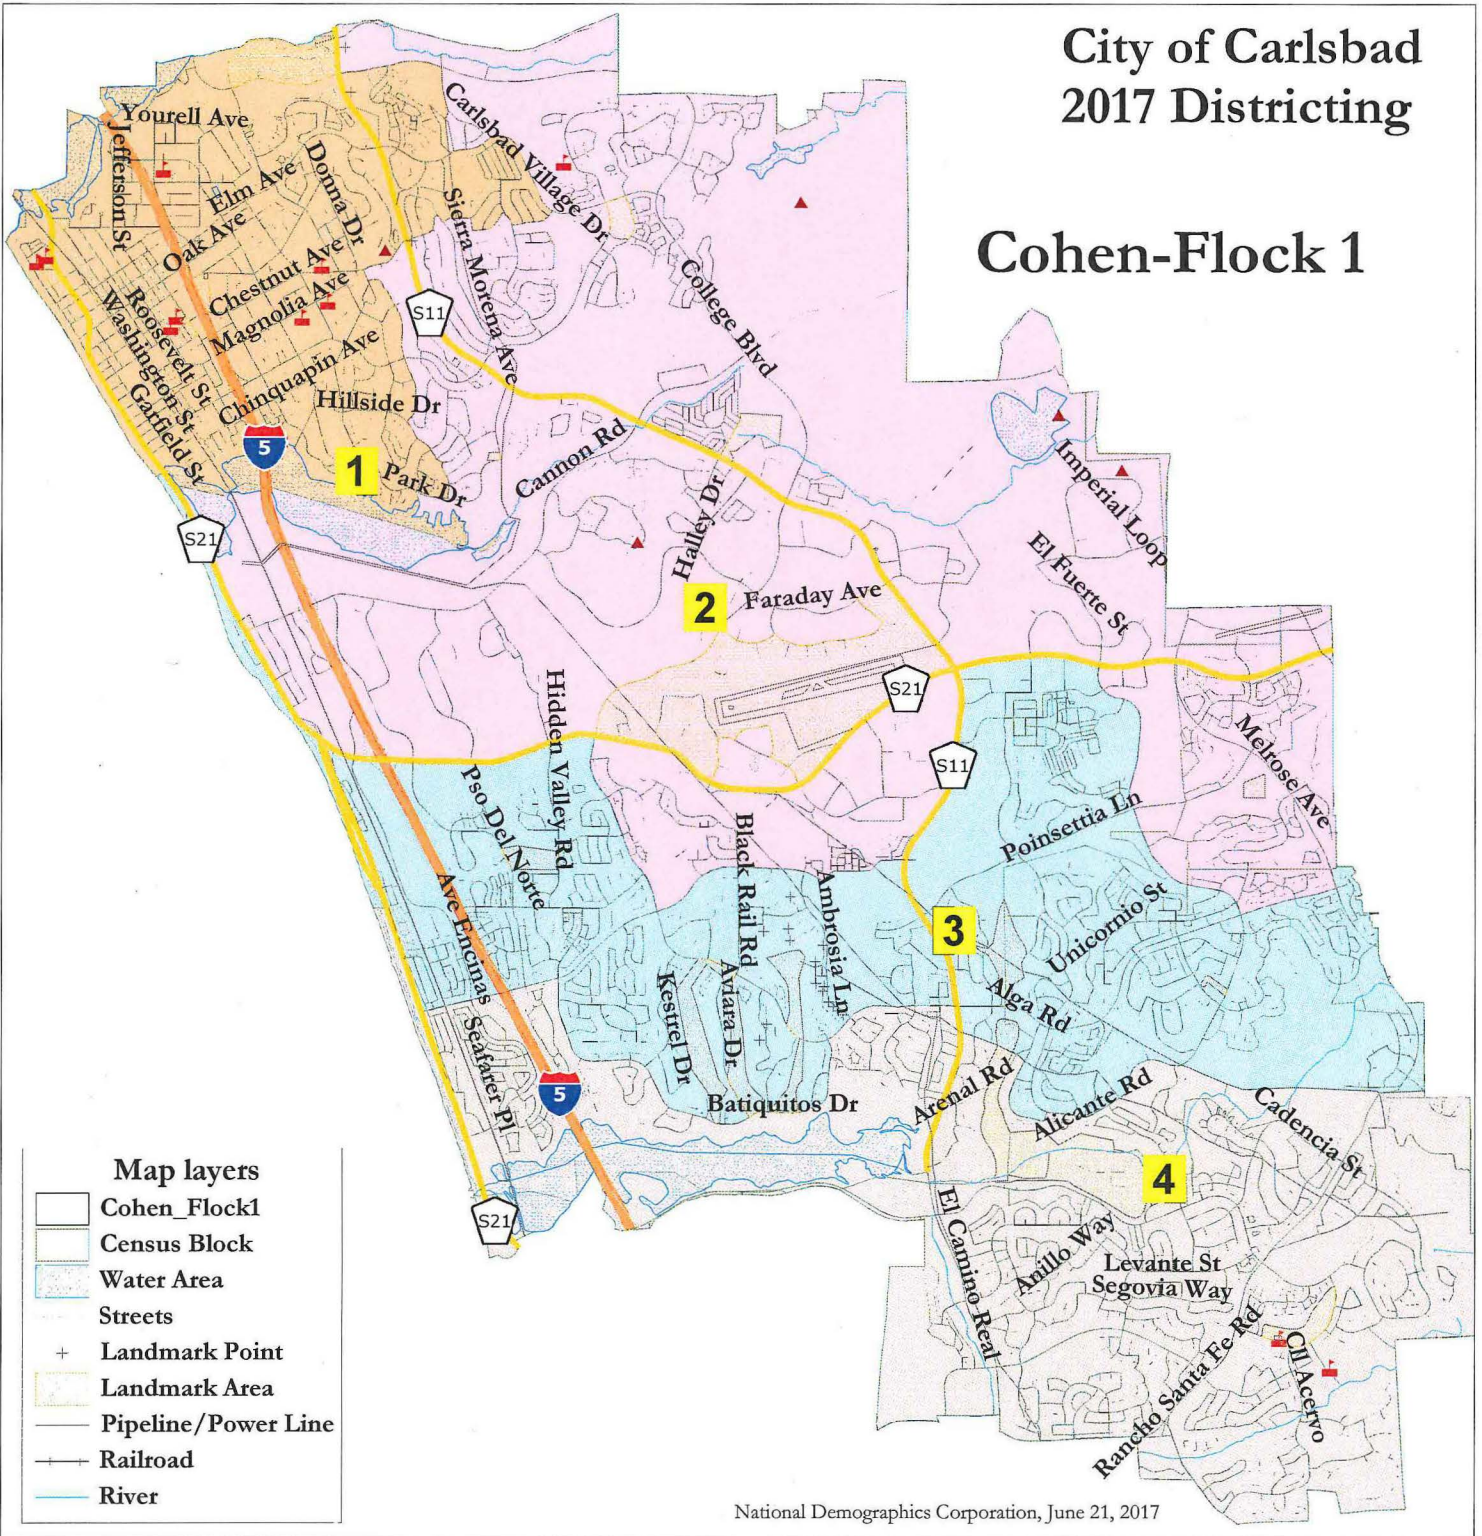 City of Carlsbad
2017 Districting
Cohen-Flock 1
Yourell Ave
Jefferson St
Elm Ave
Donna Dr
Oak Ave
Carlsbad Village Dr
Sierra Morena Ave
Chestnut Ave
Magnolia Ave
Roosevelt St
Washington St
Garfield St
Chinquapin Ave
Hillside Dr
College Blvd
S11
5
1
Park Dr
Cannon Rd
S21
Halley Dr
Imperial Loop
El Fuerte St
2
Faraday Ave
Hidden Valley Rd
S21
Melrose Ave
S11
Pso Del Norte
Poinsettia Ln
Black Rail Rd
Ambrosia Ln
Ave Encinas
3
Unicornio St
Kestrel Dr
Aviara Dr
Alga Rd
Seafarer Pl
5
Batiquitos Dr
Arenal Rd
Alicante Rd
Cadencia St
4
S21
El Camino Real
Anillo Way
Levante St
Segovia Way
Rancho Santa Fe Rd
Cll Acervo
Map layers
Cohen_Flock1
Census Block
Water Area
Streets
Landmark Point
Landmark Area
Pipeline/Power Line
Railroad
River
National Demographics Corporation, June 21, 2017